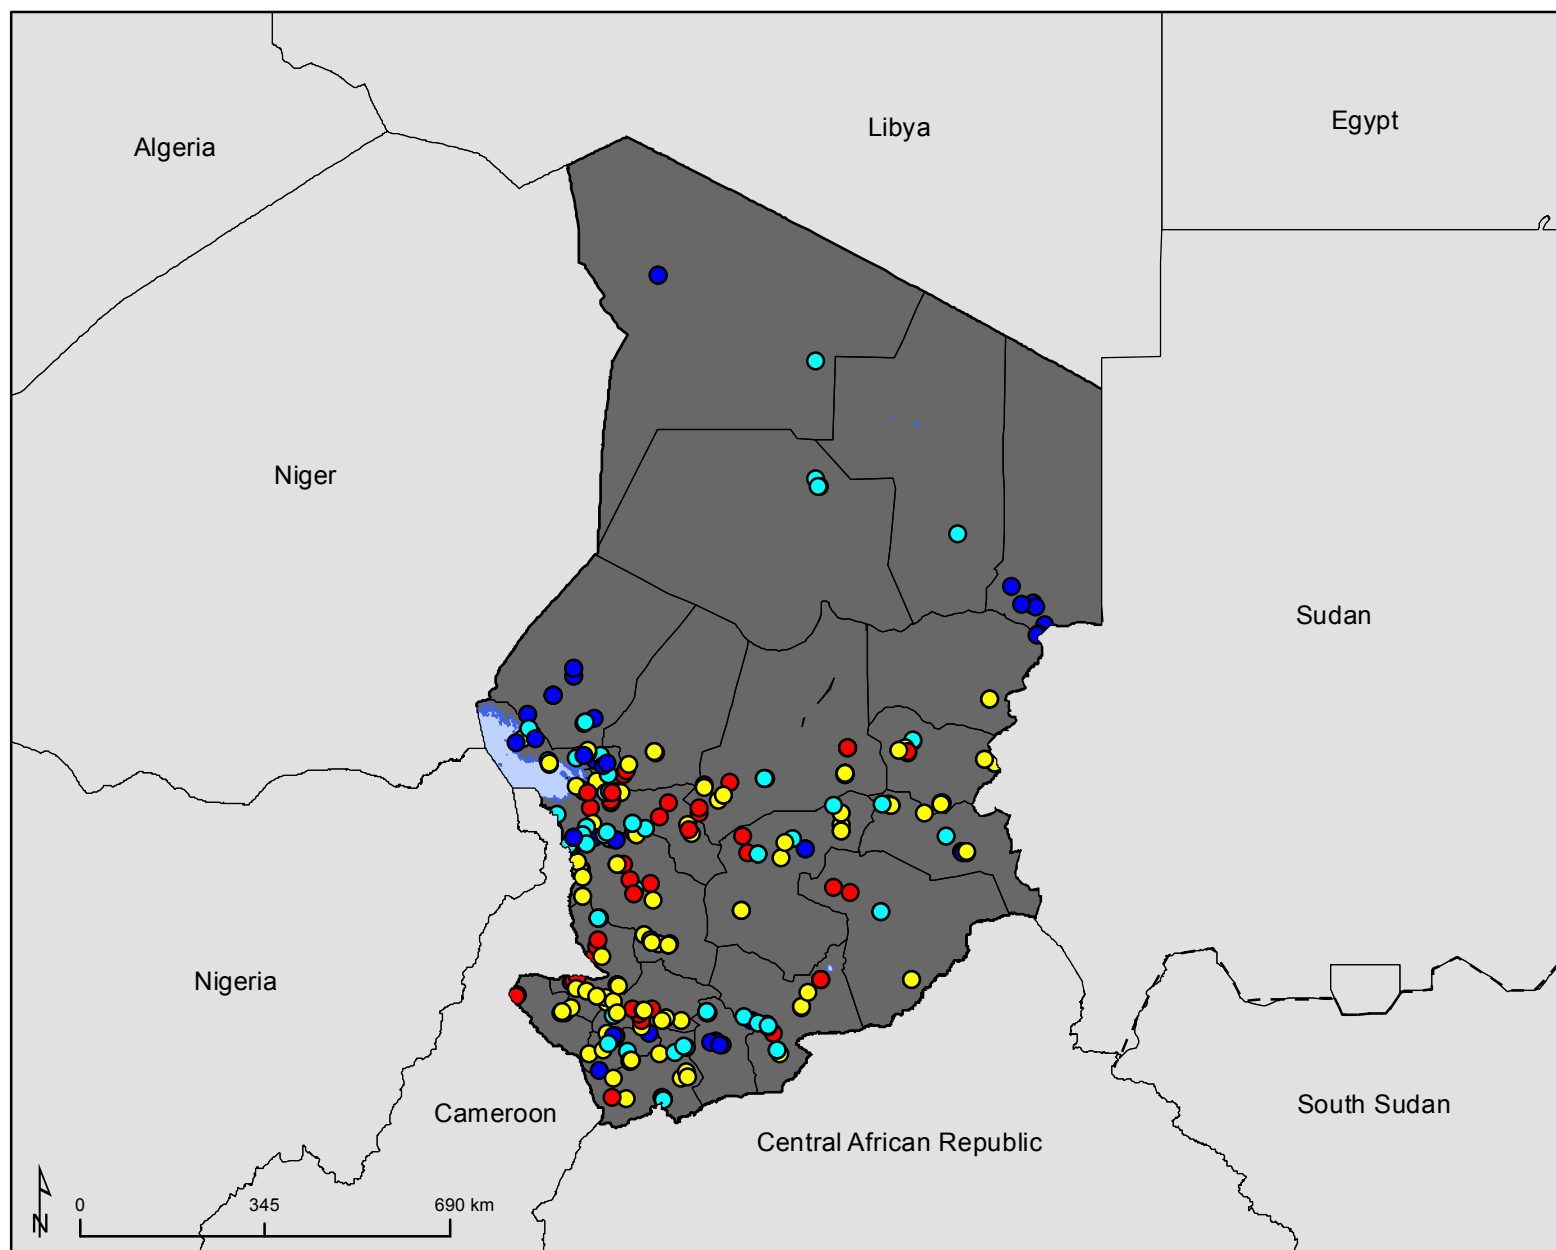 Egypt
Libya
Algeria
Niger
Sudan
Nigeria
South Sudan
Cameroon
Central African Republic
0 345 690 km
N